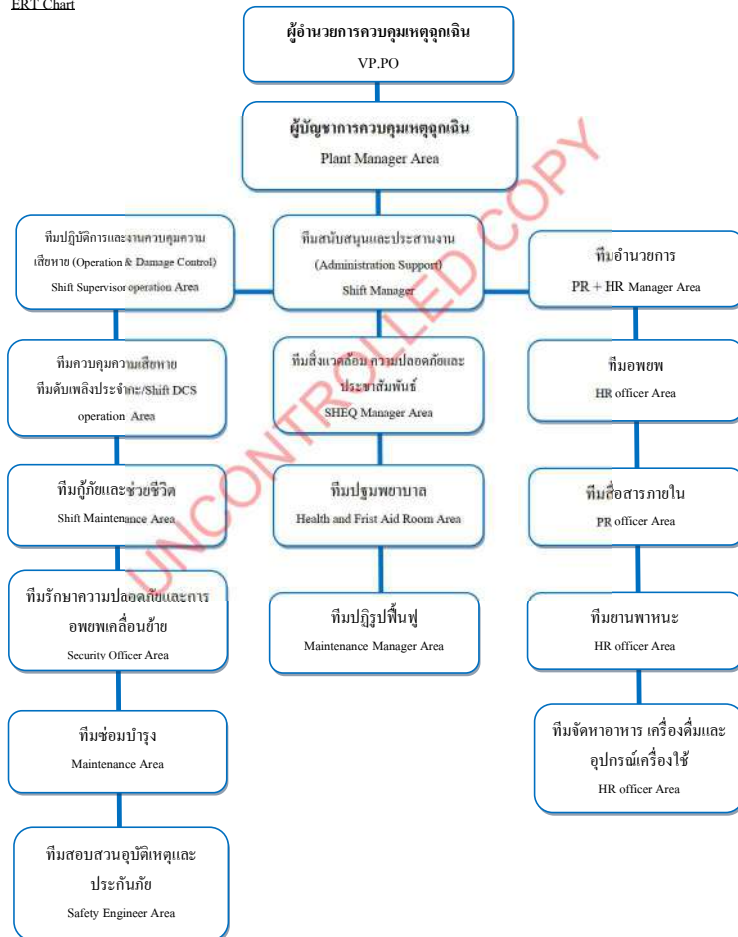 ERT Chart
ผู้อำนวยการควบคุมเหตุฉุกเฉิน
VP.PO
ผู้บัญชาการควบคุมเหตุฉุกเฉิน
Plant Manager Area
ทีมปฏิบัติการและงานควบคุมความ
เสียหาย (Operation & Damage Control)
Shift Supervisor operation Area
ทีมสนับสนูนและประสานงาน
(Administration Support)
Shift Manager
ทีมอำนวยการ
PR + HR Manager Area
ทีมควบคุมความเสียหาย
ทีมดับเพลิงประจำกะ/Shift DCS
operation Area
ทีมสิ่งแวดล้อม ความปลอดภัยและ
ประชาสัมพันธ์
SHEQ Manager Area
ทีมอพยพ
HR officer Area
ทีมกู้ภัยและช่วยชีวิต
Shift Maintenance Area
ทีมปฐมพยาบาล
Health and Frist Aid Room Area
ทีมสื่อสารภายใน
PR officer Area
ทีมรักษาความปลอดภัยและการ
อพยพเคลื่อนย้าย
Security Officer Area
ทีมปฏิรูปฟื้นฟู
Maintenance Manager Area
ทีมยานพาหนะ
HR officer Area
ทีมซ่อมบำรุง
Maintenance Area
ทีมจัดหาอาหาร เครื่องดื่มและ
อุปกรณ์เครื่องใช้
HR officer Area
ทีมสอบสวนอุบัติเหตุและ
ประกันภัย
Safety Engineer Area
UNCONTROLLED COPY